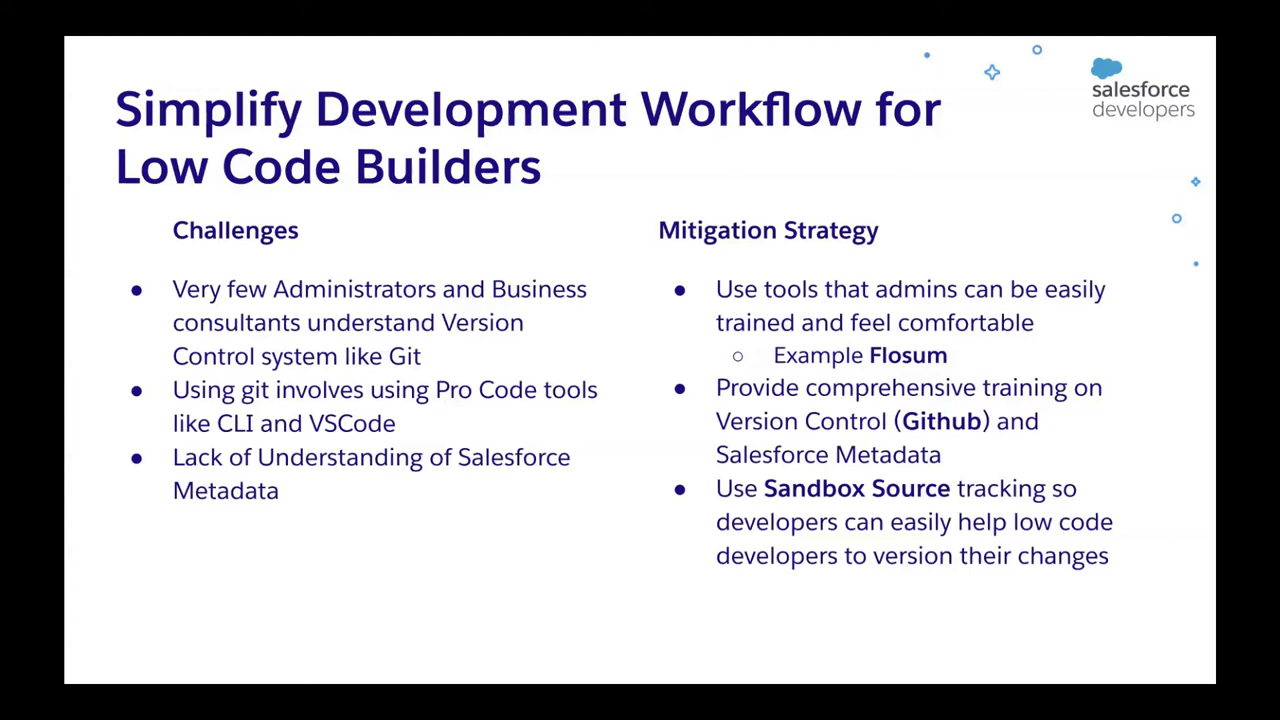 salesforce
developers
Simplify Development Workflow for
Low Code Builders
Challenges
● Very few Administrators and Business
consultants understand Version
Control system like Git
● Using git involves using Pro Code tools
like CLI and VSCode
● Lack of Understanding of Salesforce
Metadata
Mitigation Strategy
● Use tools that admins can be easily
trained and feel comfortable
○ Example Flosum
● Provide comprehensive training on
Version Control (Github) and
Salesforce Metadata
● Use Sandbox Source tracking so
developers can easily help low code
developers to version their changes